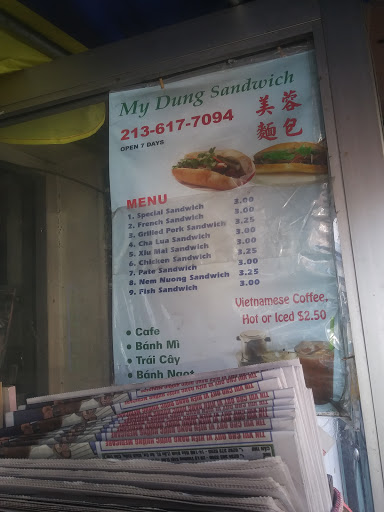 My Dung Sandwich
213-617-7094
美蓉
麵包
OPEN 7 DAYS
MENU
1. Special Sandwich 3.00
2. French Sandwich 3.00
3. Grilled Pork Sandwich 3.25
4. Cha Lua Sandwich 3.00
5. Xiu Mai Sandwich 3.00
6. Chicken Sandwich 3.25
7. Pate Sandwich 3.00
8. Nem Nuong Sandwich 3.25
9. Fish Sandwich 3.00
Vietnamese Coffee,
Hot or Iced $2.50
• Cafe
• Bánh Mì
• Trái Cây
• Bánh Ngọt